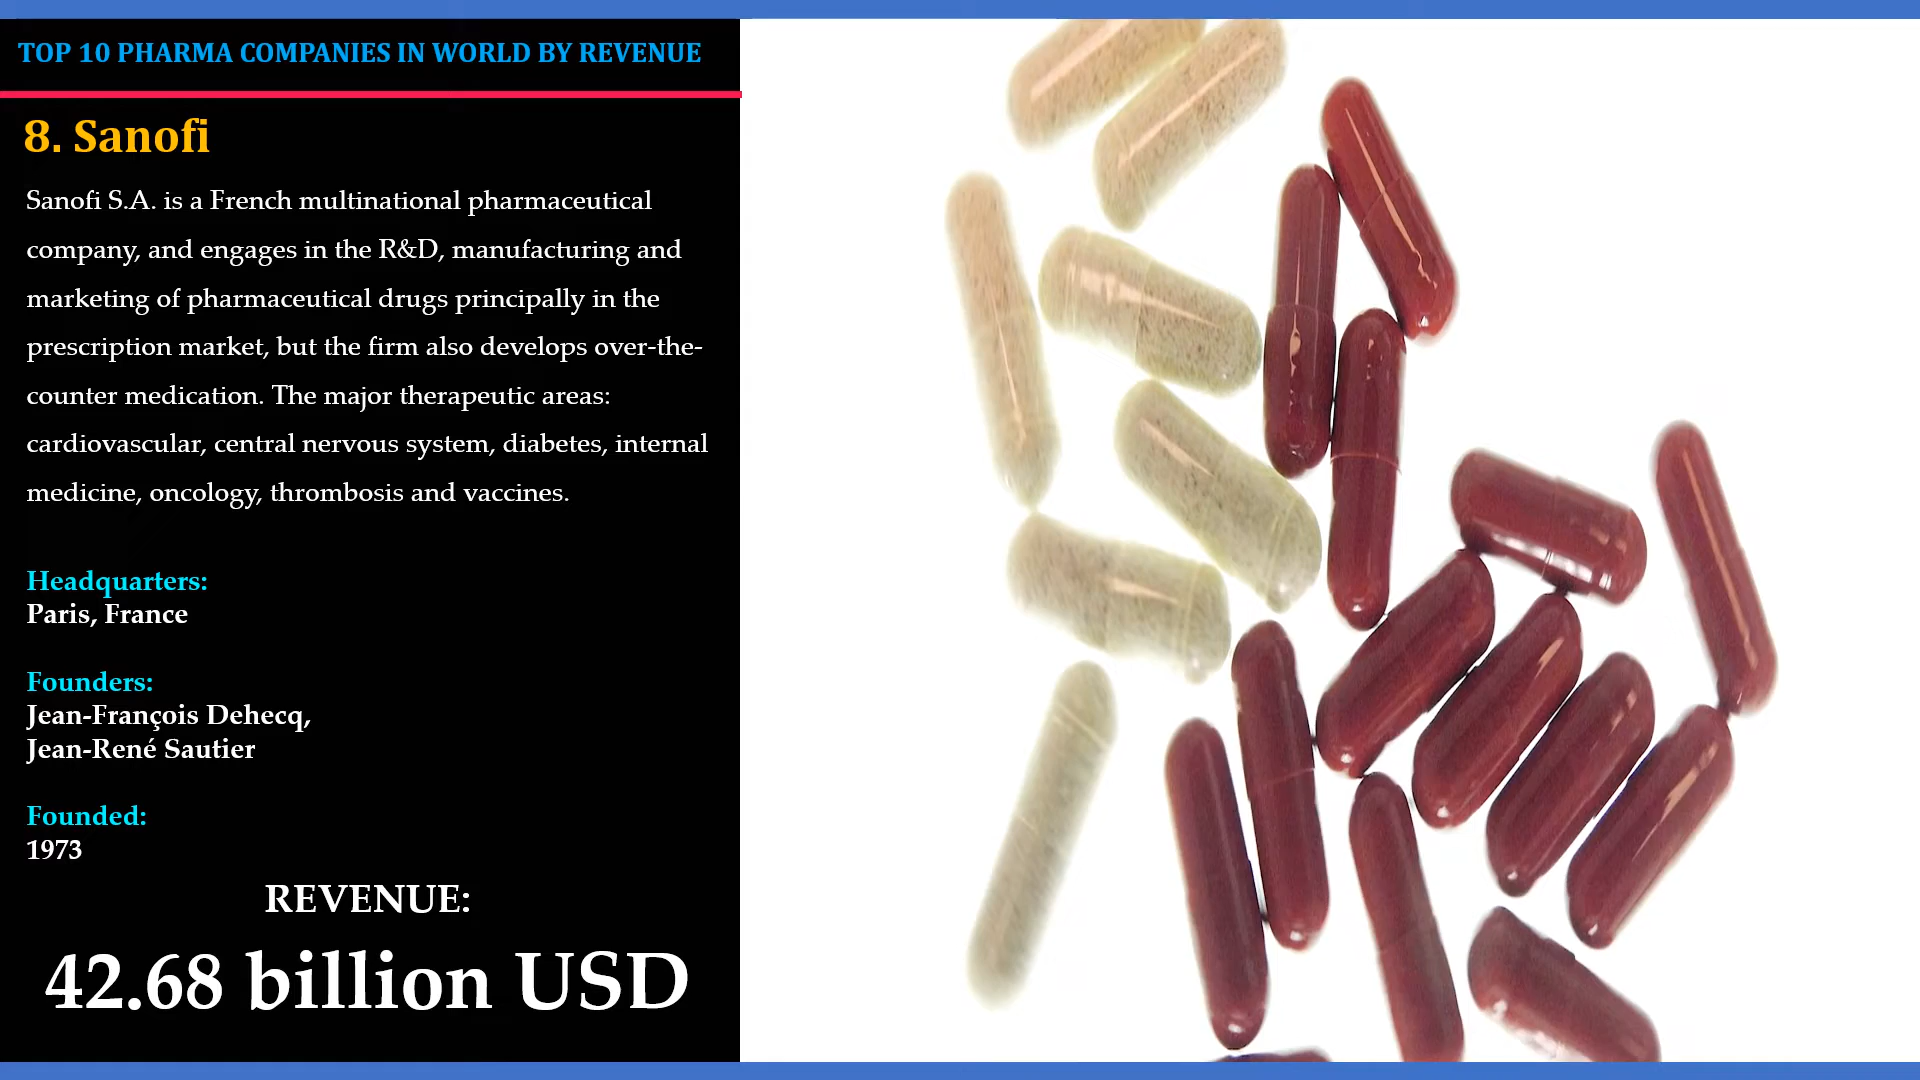 TOP 10 PHARMA COMPANIES IN WORLD BY REVENUE
8. Sanofi
Sanofi S.A. is a French multinational pharmaceutical
company, and engages in the R&D, manufacturing and
marketing of pharmaceutical drugs principally in the
prescription market, but the firm also develops over-the-
counter medication. The major therapeutic areas:
cardiovascular, central nervous system, diabetes, internal
medicine, oncology, thrombosis and vaccines.
Headquarters:
Paris, France
Founders:
Jean-François Dehecq,
Jean-René Sautier
Founded:
1973
REVENUE:
42.68 billion USD